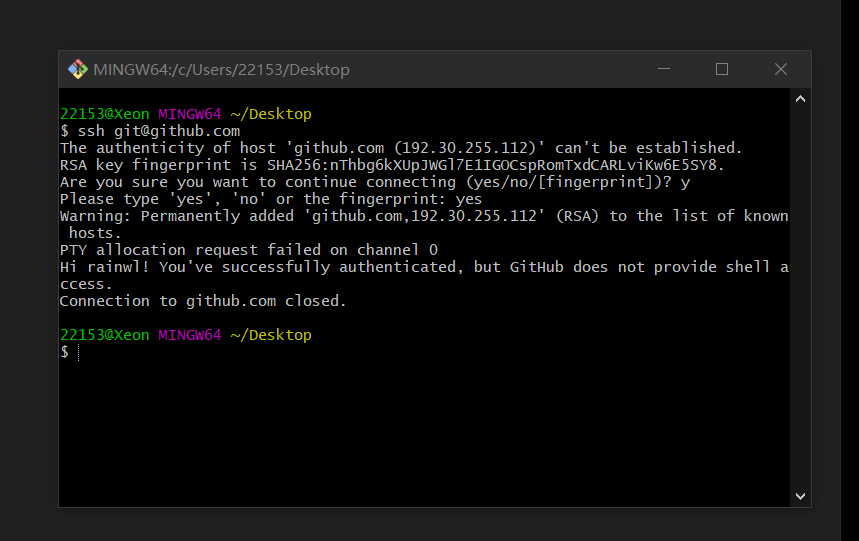 MINGW64:/c/Users/22153/Desktop
22153@Xeon MINGW64 ~/Desktop
$ ssh git@github.com
The authenticity of host 'github.com (192.30.255.112)' can't be established.
RSA key fingerprint is SHA256:nThbg6kXUpJWGl7E1IGOCspRomTxdCARLviKw6E5SY8.
Are you sure you want to continue connecting (yes/no/[fingerprint])? y
Please type 'yes', 'no' or the fingerprint: yes
Warning: Permanently added 'github.com,192.30.255.112' (RSA) to the list of known
 hosts.
PTY allocation request failed on channel 0
Hi rainwl! You've successfully authenticated, but GitHub does not provide shell a
ccess.
Connection to github.com closed.
22153@Xeon MINGW64 ~/Desktop
$